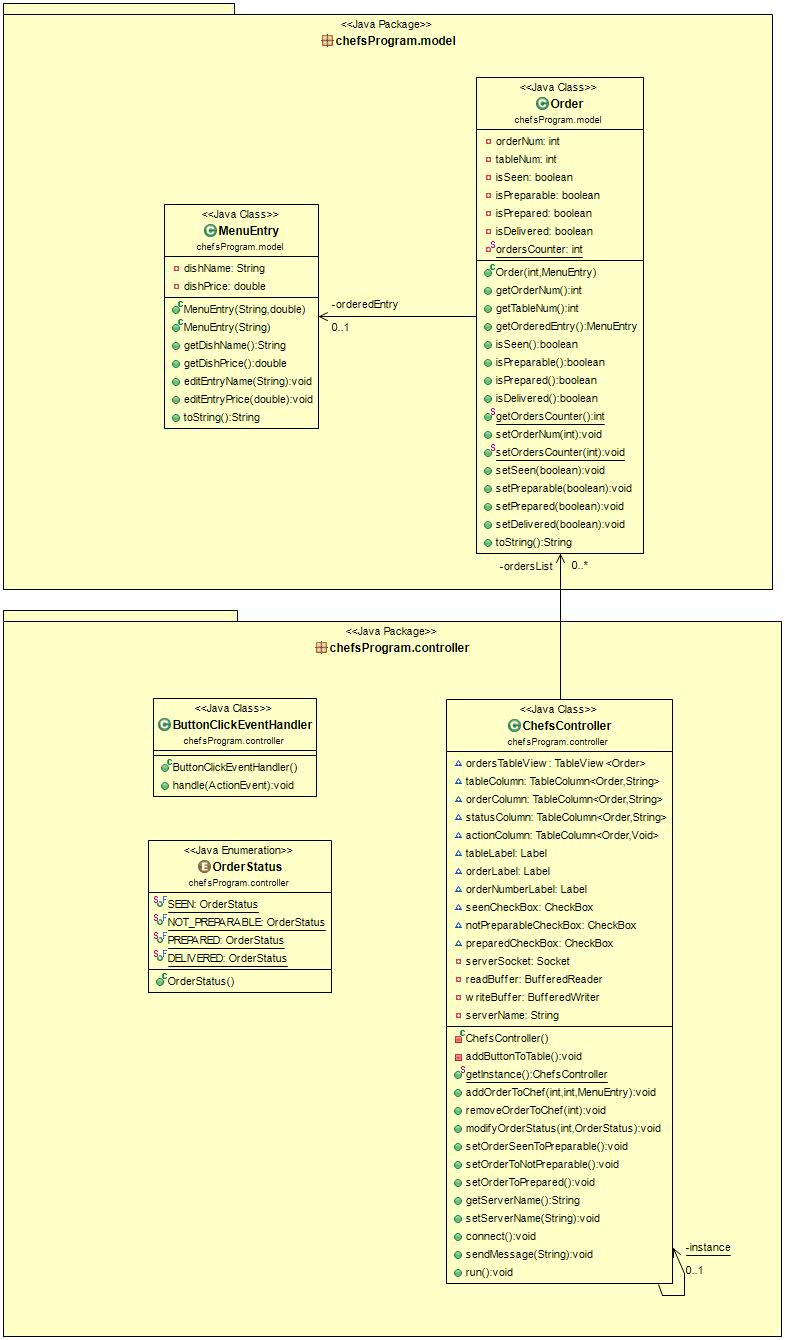 <<Java Package>>
chefsProgram.model
<<Java Class>>
Order
chefsProgram.model
orderNum: int
tableNum: int
isSeen: boolean
isPreparable: boolean
isPrepared: boolean
isDelivered: boolean
ordersCounter: int
Order(int,MenuEntry)
getOrderNum():int
getTableNum():int
getOrderedEntry():MenuEntry
isSeen():boolean
isPreparable():boolean
isPrepared():boolean
isDelivered():boolean
getOrdersCounter():int
setOrderNum(int):void
setOrdersCounter(int):void
setSeen(boolean):void
setPreparable(boolean):void
setPrepared(boolean):void
setDelivered(boolean):void
toString():String
<<Java Class>>
MenuEntry
chefsProgram.model
dishName: String
dishPrice: double
MenuEntry(String,double)
MenuEntry(String)
getDishName():String
getDishPrice():double
editEntryName(String):void
editEntryPrice(double):void
toString():String
-orderedEntry
0..1
-ordersList
0..*
<<Java Package>>
chefsProgram.controller
<<Java Class>>
ButtonClickEventHandler
chefsProgram.controller
ButtonClickEventHandler()
handle(ActionEvent):void
<<Java Enumeration>>
OrderStatus
chefsProgram.controller
SEEN: OrderStatus
NOT_PREPARABLE: OrderStatus
PREPARED: OrderStatus
DELIVERED: OrderStatus
OrderStatus()
<<Java Class>>
ChefsController
chefsProgram.controller
ordersTableView: TableView<Order>
tableColumn: TableColumn<Order,String>
orderColumn: TableColumn<Order,String>
statusColumn: TableColumn<Order,String>
actionColumn: TableColumn<Order,Void>
tableLabel: Label
orderLabel: Label
orderNumberLabel: Label
seenCheckBox: CheckBox
notPreparableCheckBox: CheckBox
preparedCheckBox: CheckBox
serverSocket: Socket
readBuffer: BufferedReader
writeBuffer: BufferedWriter
serverName: String
ChefsController()
addButtonToTable():void
getInstance():ChefsController
addOrderToChef(int,int,MenuEntry):void
removeOrderToChef(int):void
modifyOrderStatus(int,OrderStatus):void
setOrderSeenToPreparable():void
setOrderToNotPreparable():void
setOrderToPrepared():void
getServerName():String
setServerName(String):void
connect():void
sendMessage(String):void
run():void
-instance
0..1